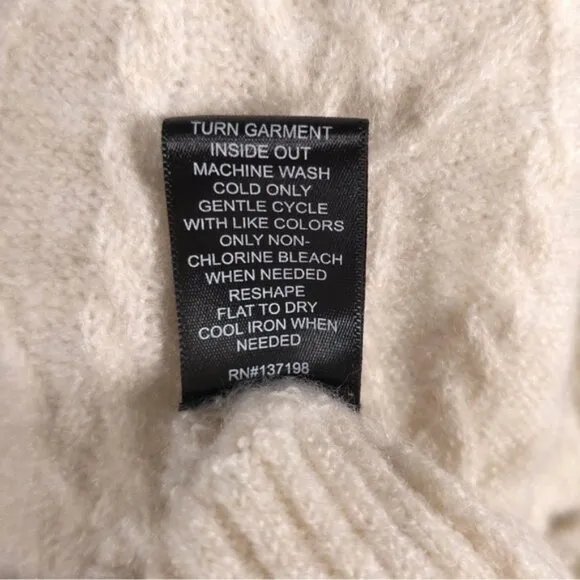 TURN GARMENT
INSIDE OUT
MACHINE WASH
COLD ONLY
GENTLE CYCLE
WITH LIKE COLORS
ONLY NON-
CHLORINE BLEACH
WHEN NEEDED
RESHAPE
FLAT TO DRY
COOL IRON WHEN
NEEDED
RN#137198